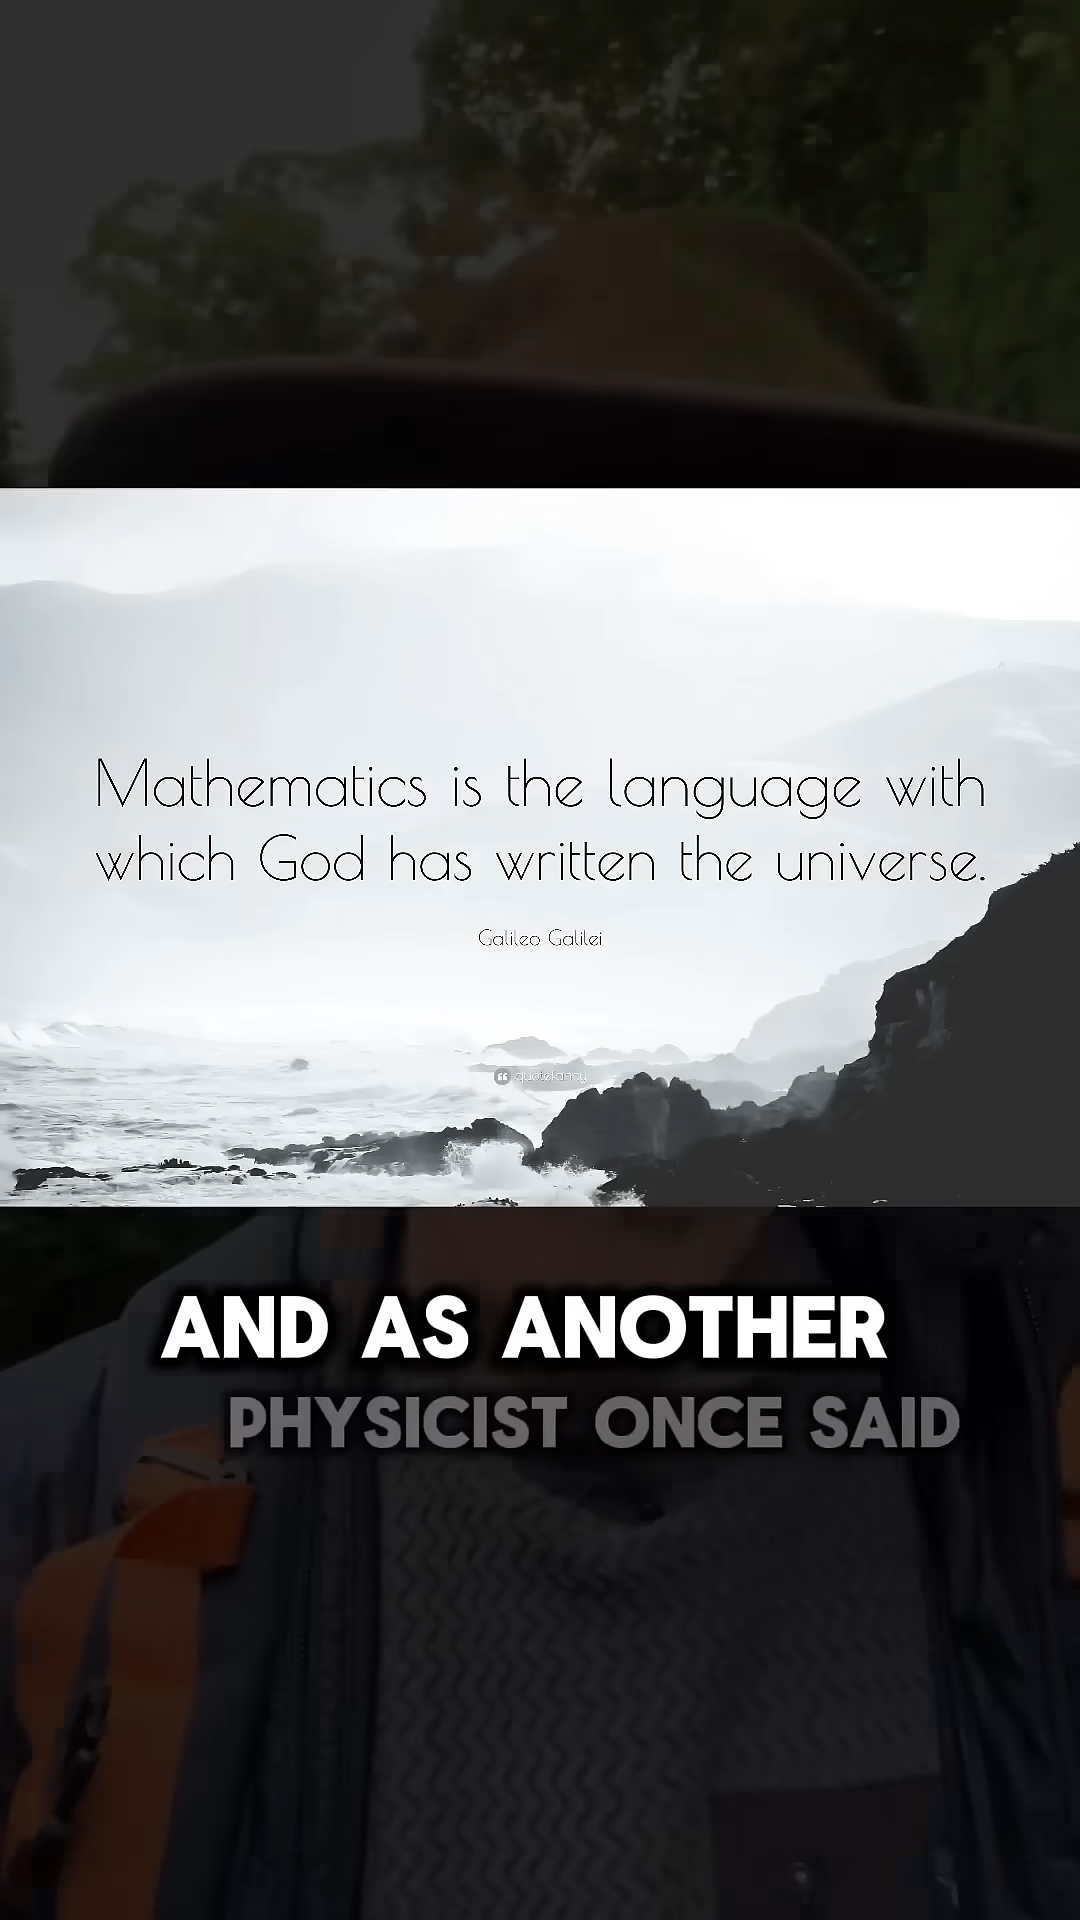 Mathematics is the language with
which God has written the universe.
Galileo Galilei
quotefancy
AND AS ANOTHER
PHYSICIST ONCE SAID